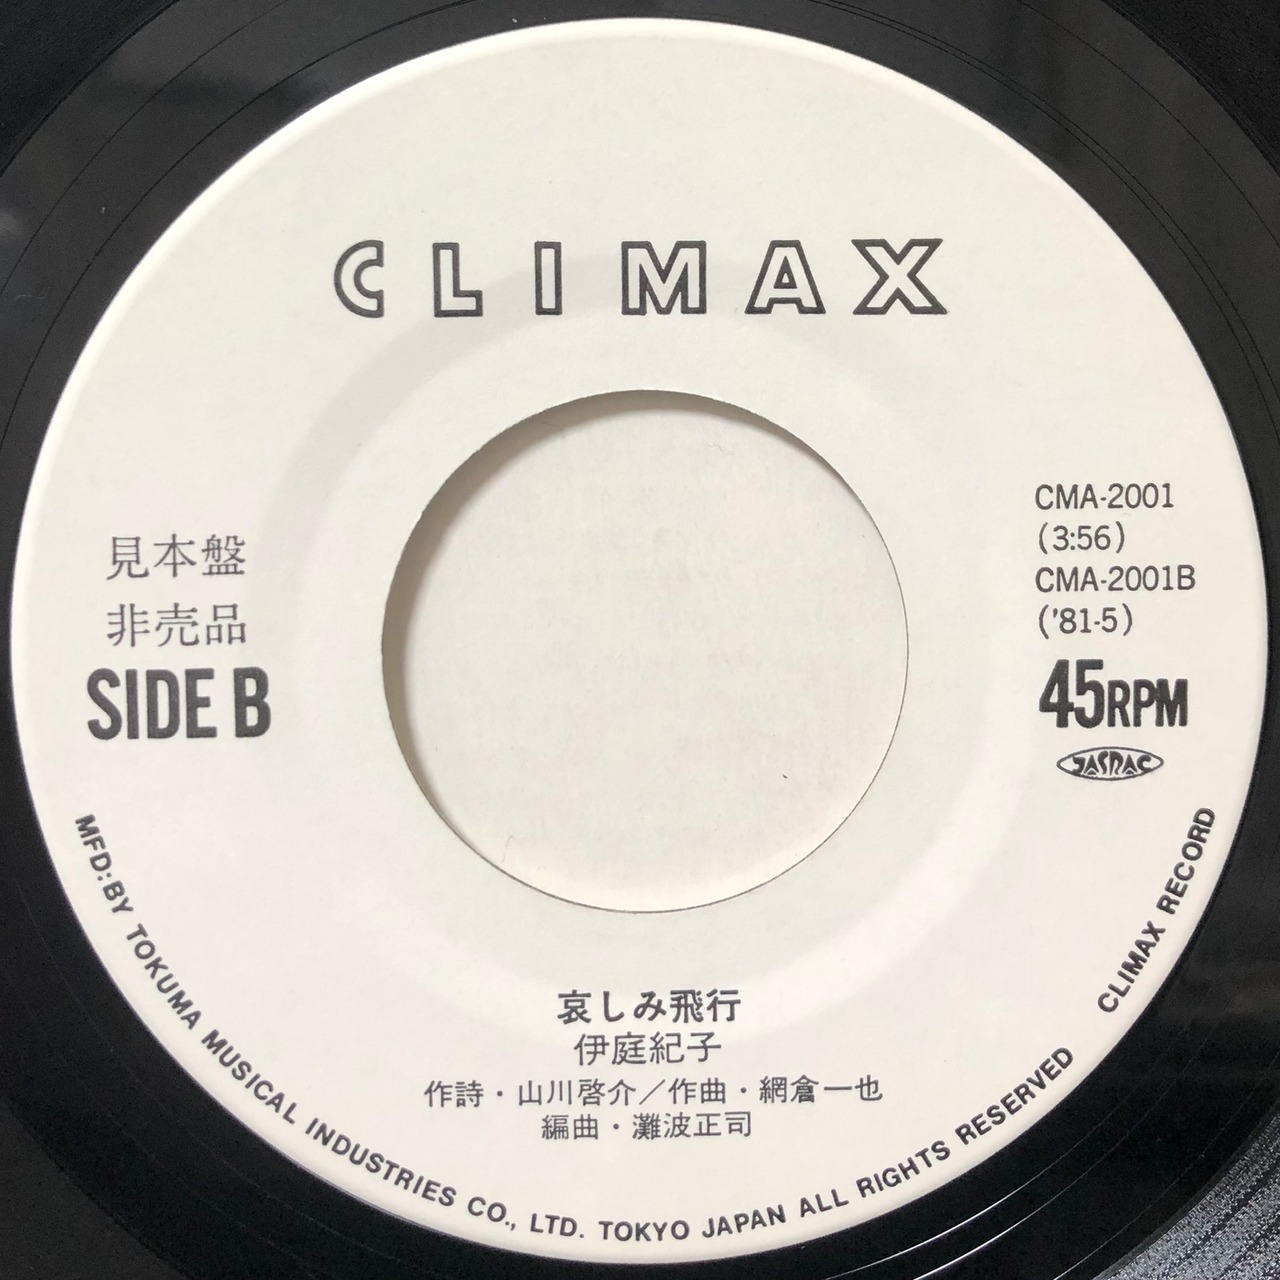 CLIMAX
見本盤
非売品
SIDE B
CMA-2001
(3:56)
CMA-2001B
('81-5)
45RPM
JASRAC
哀しみ飛行
伊庭紀子
作詩・山川啓介／作曲・網倉一也
編曲・灘波正司
MFD:BY TOKUMA MUSICAL INDUSTRIES CO., LTD. TOKYO JAPAN ALL RIGHTS RESERVED CLIMAX RECORD